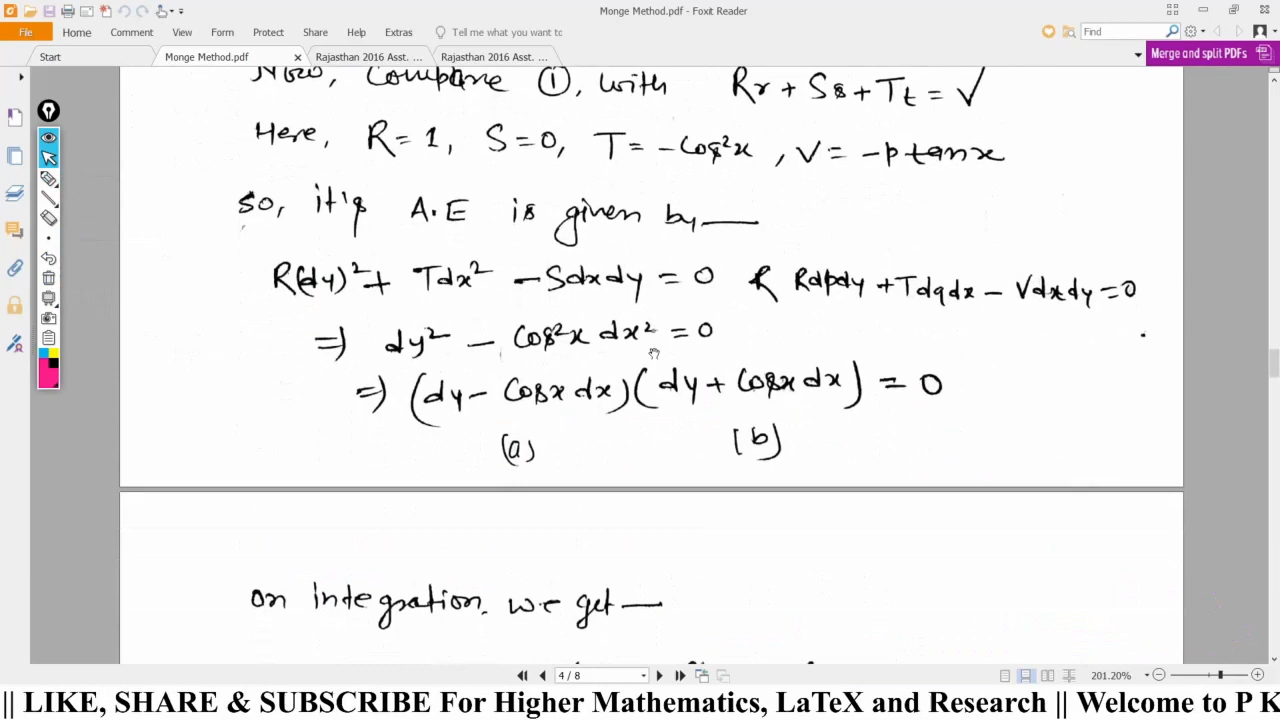 Monge Method.pdf - Foxit Reader
File Home Comment View Form Protect Share Help Extras Tell me what you want to Find
Start Monge Method.pdf Rajasthan 2016 Asst. ... Rajasthan 2016 Asst. ... Merge and split PDFs
Now, Compare ①, with Rr + Ss + Tt = V
Here, R = 1, S = 0, T = -Cos²x, V = -p tanx
So, it's A.E is given by —
R(dy)² + Tdx² - Sdxdy = 0 & Rdpdy + Tdqdx - Vdxdy = 0
⇒ dy² - Cos²x dx² = 0
⇒ (dy - Cosx dx)(dy + Cosx dx) = 0
(a) (b)
on integration. we get —
4 / 8 201.20%
|| LIKE, SHARE & SUBSCRIBE For Higher Mathematics, LaTeX and Research || Welcome to P K